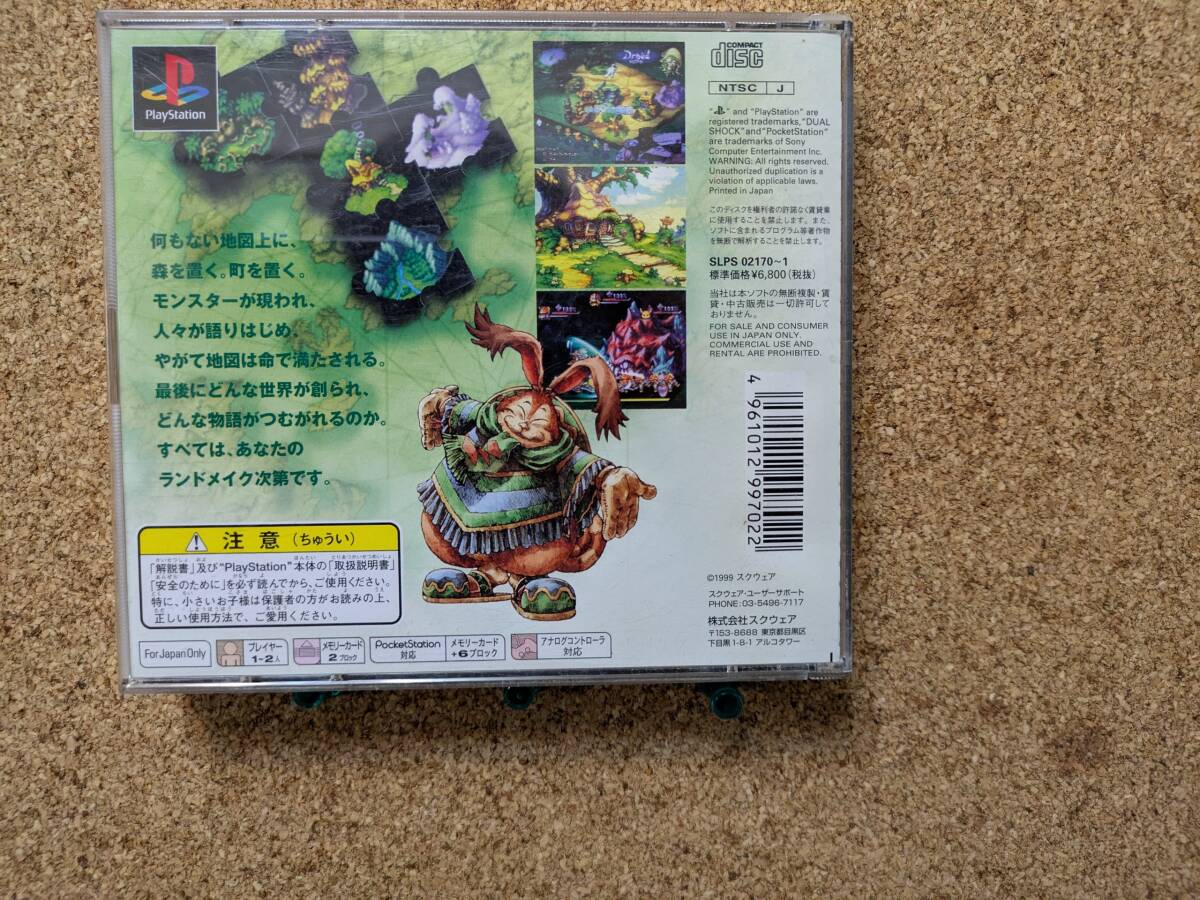 PlayStation
何もない地図上に、
森を置く。町を置く。
モンスターが現われ、
人々が語りはじめ、
やがて地図は命で満たされる。
最後にどんな世界が創られ、
どんな物語がつむがれるのか。
すべては、あなたの
ランドメイク次第です。
COMPACT
disc
NTSC J
"PS" and "PlayStation" are
registered trademarks, "DUAL
SHOCK" and "PocketStation"
are trademarks of Sony
Computer Entertainment Inc.
WARNING: All rights reserved.
Unauthorized duplication is a
violation of applicable laws.
Printed in Japan
このディスクを権利者の許諾なく賃貸業
に使用することを禁止します。また、
ソフトに含まれるプログラム等著作物
を無断で解析することを禁止します。
SLPS 02170~1
標準価格¥6,800(税抜)
当社は本ソフトの無断複製・賃
貸・中古販売は一切許可して
おりません。
FOR SALE AND CONSUMER
USE IN JAPAN ONLY.
COMMERCIAL USE AND
RENTAL ARE PROHIBITED.
4 961012 997022
©1999 スクウェア
スクウェア・ユーザーサポート
PHONE:03-5496-7117
株式会社スクウェア
〒153-8688 東京都目黒区
下目黒1-8-1 アルコタワー
注意(ちゅうい)
「解説書」及び"PlayStation"本体の「取扱説明書」
「安全のために」を必ず読んでから、ご使用ください。
特に、小さいお子様は保護者の方がお読みの上、
正しい使用方法で、ご愛用ください。
For Japan Only
プレイヤー
1~2人
メモリーカード
2ブロック
PocketStation
対応
メモリーカード
+6ブロック
アナログコントローラ
対応